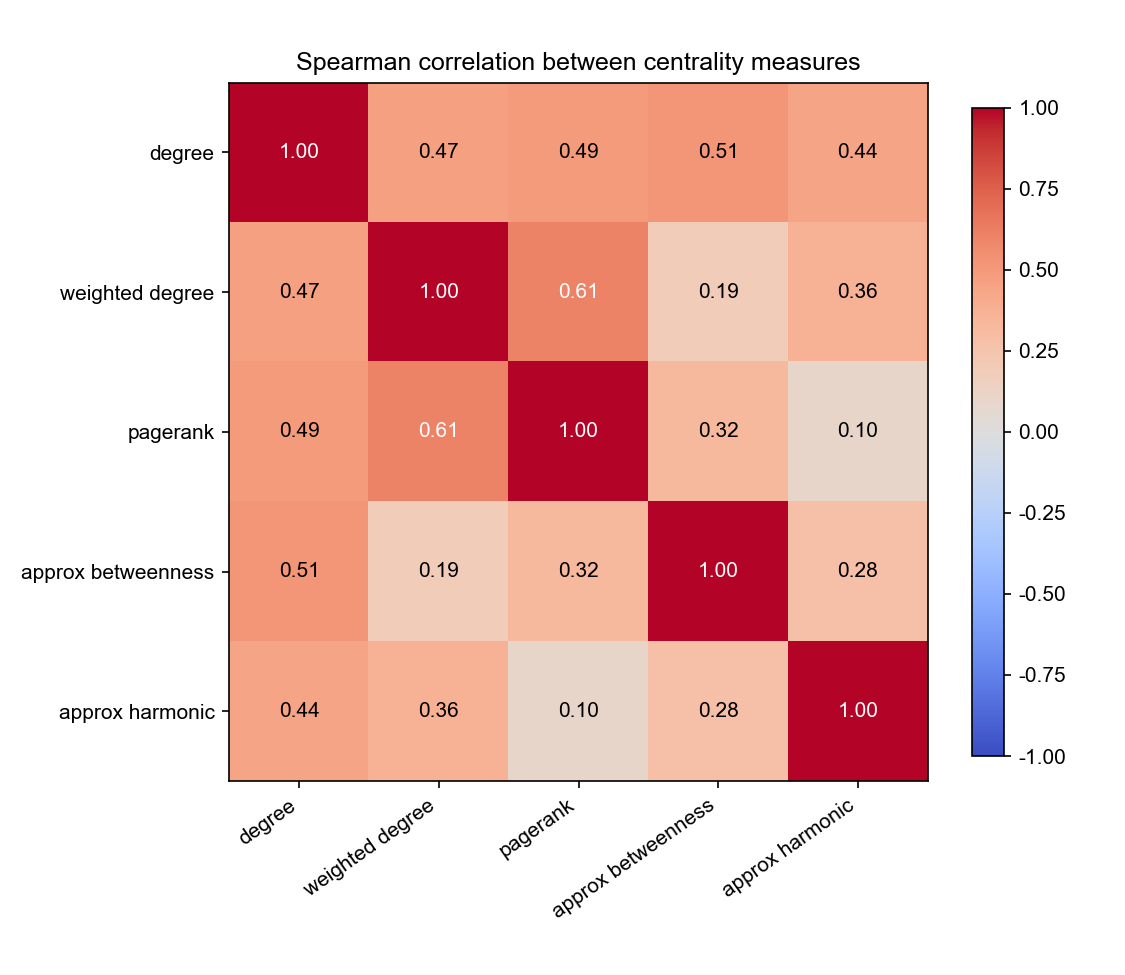 Spearman correlation between centrality measures
degree 1.00 0.47 0.49 0.51 0.44
weighted degree 0.47 1.00 0.61 0.19 0.36
pagerank 0.49 0.61 1.00 0.32 0.10
approx betweenness 0.51 0.19 0.32 1.00 0.28
approx harmonic 0.44 0.36 0.10 0.28 1.00
degree
weighted degree
pagerank
approx betweenness
approx harmonic
1.00
0.75
0.50
0.25
0.00
-0.25
-0.50
-0.75
-1.00